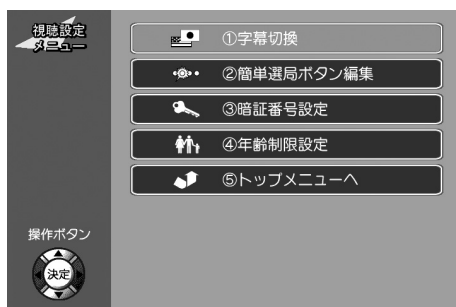 視聴設定
メニュー
①字幕切換
②簡単選局ボタン編集
③暗証番号設定
④年齢制限設定
⑤トップメニューへ
操作ボタン
決定